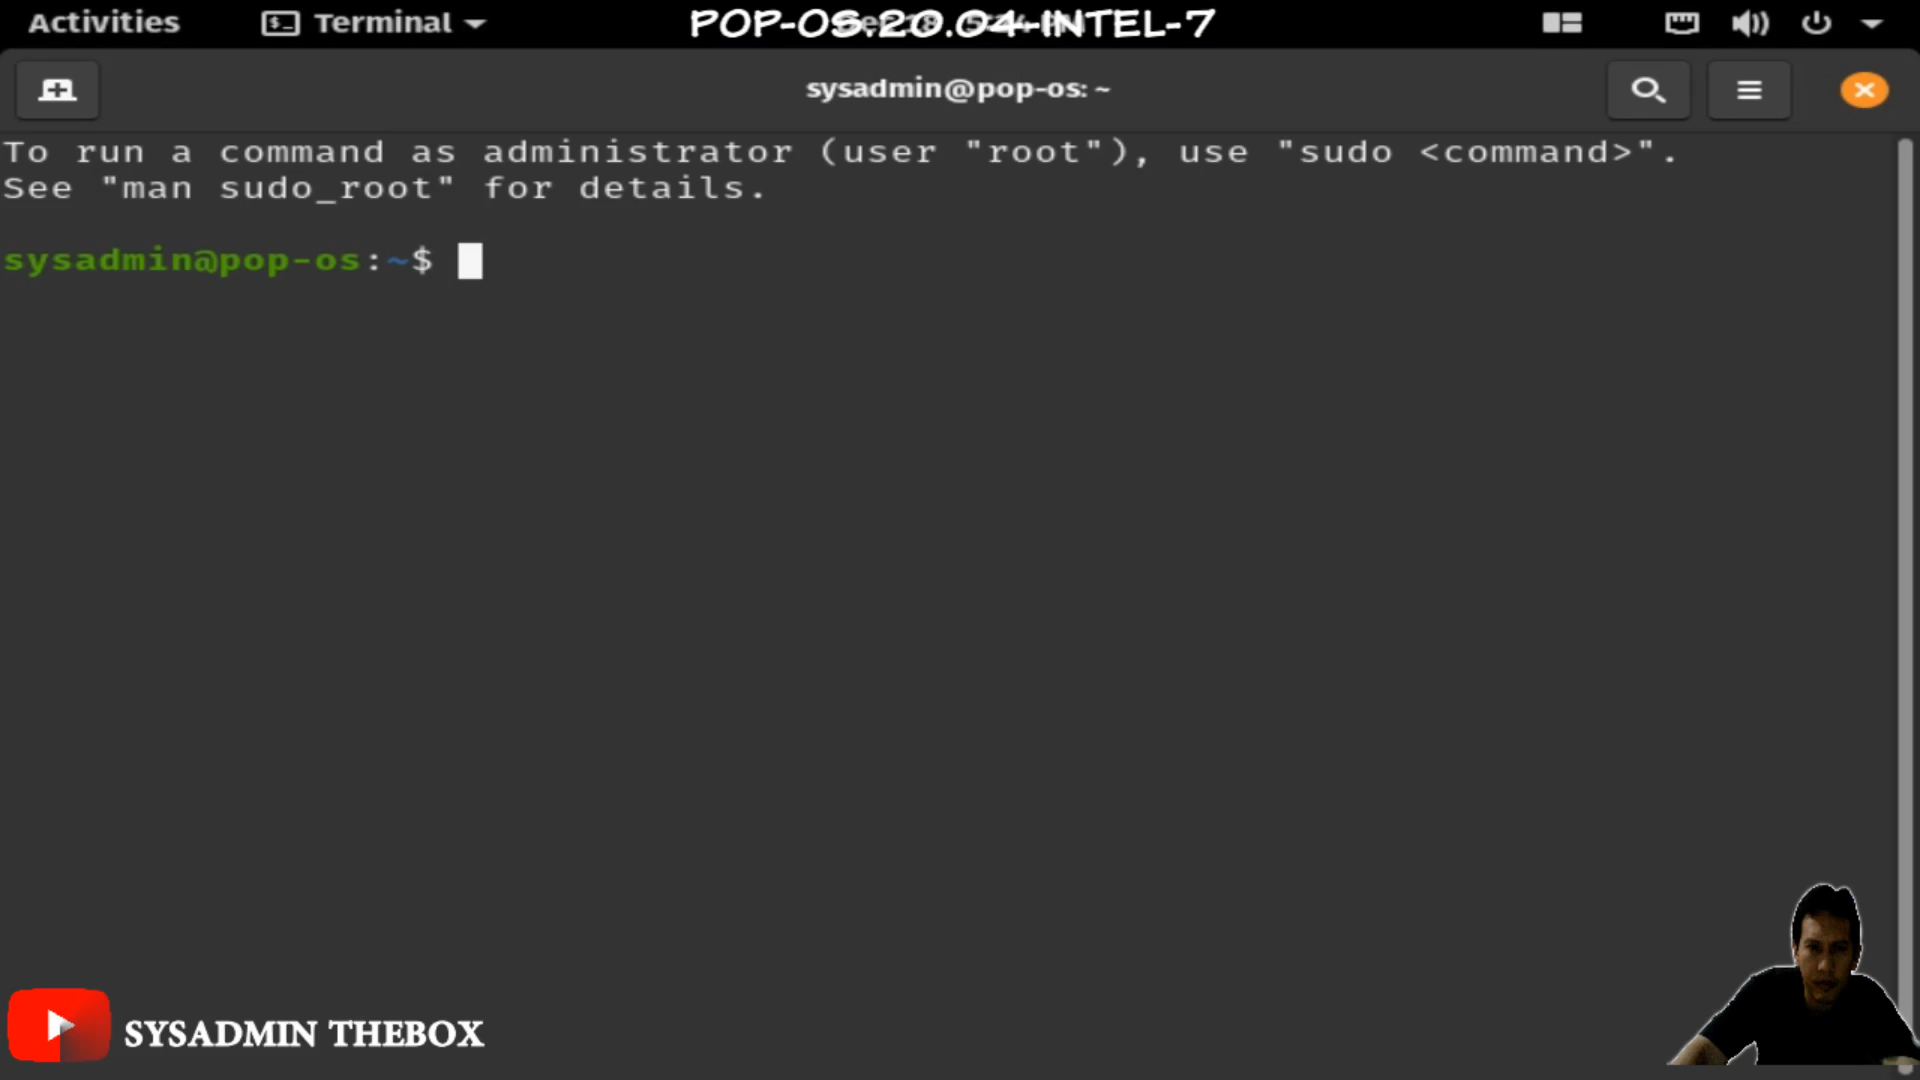 Activities
Terminal
POP-OS.20.04-INTEL-7
sysadmin@pop-os: ~
To run a command as administrator (user "root"), use "sudo <command>".
See "man sudo_root" for details.
sysadmin@pop-os:~$
SYSADMIN THEBOX